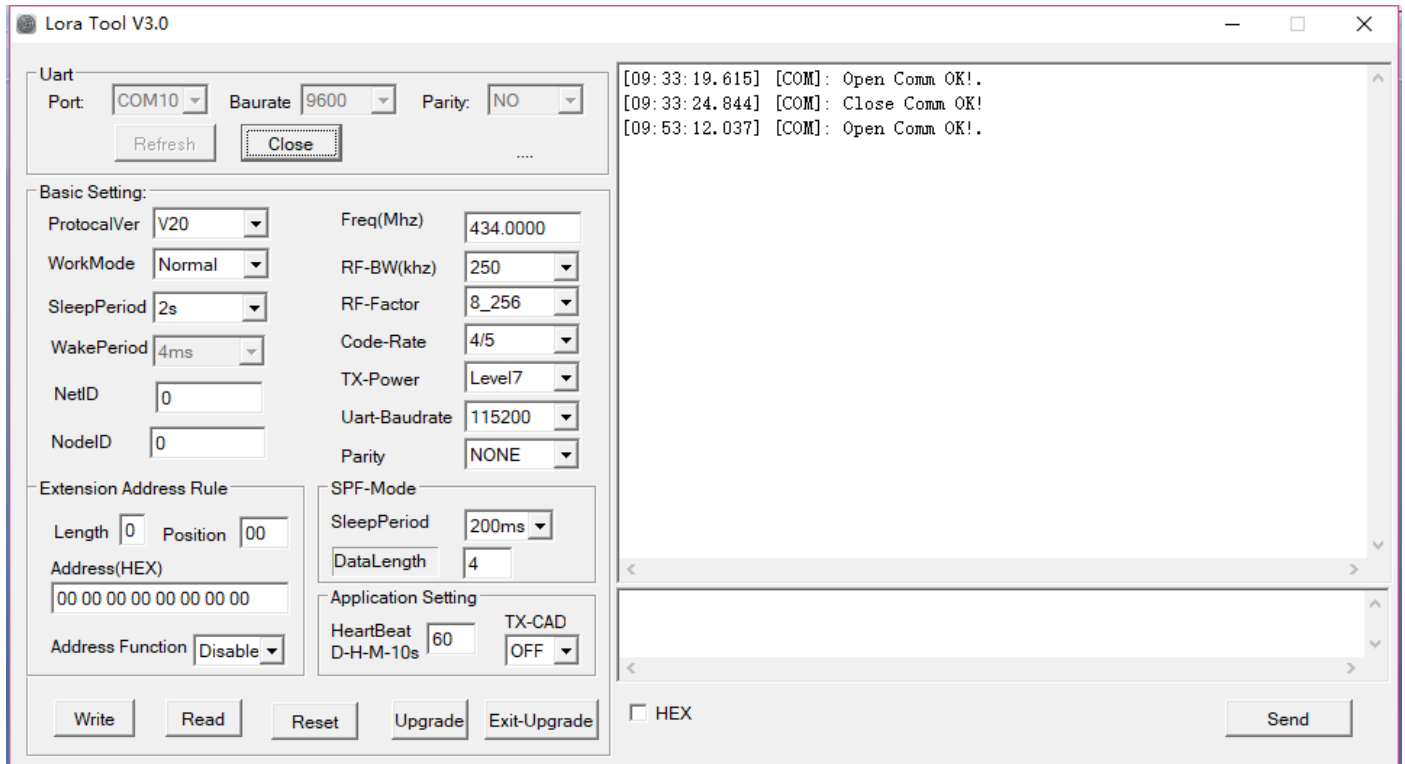 Lora Tool V3.0
Uart
Port: COM10 Baurate 9600 Parity: NO
Refresh Close ....
Basic Setting:
ProtocalVer V20
WorkMode Normal
SleepPeriod 2s
WakePeriod 4ms
NetID 0
NodeID 0
Freq(Mhz) 434.0000
RF-BW(khz) 250
RF-Factor 8_256
Code-Rate 4/5
TX-Power Level7
Uart-Baudrate 115200
Parity NONE
Extension Address Rule
Length 0 Position 00
Address(HEX)
00 00 00 00 00 00 00 00
Address Function Disable
SPF-Mode
SleepPeriod 200ms
DataLength 4
Application Setting
HeartBeat
D-H-M-10s 60
TX-CAD
OFF
Write Read Reset Upgrade Exit-Upgrade
[09:33:19.615] [COM]: Open Comm OK!.
[09:33:24.844] [COM]: Close Comm OK!
[09:53:12.037] [COM]: Open Comm OK!.
HEX Send